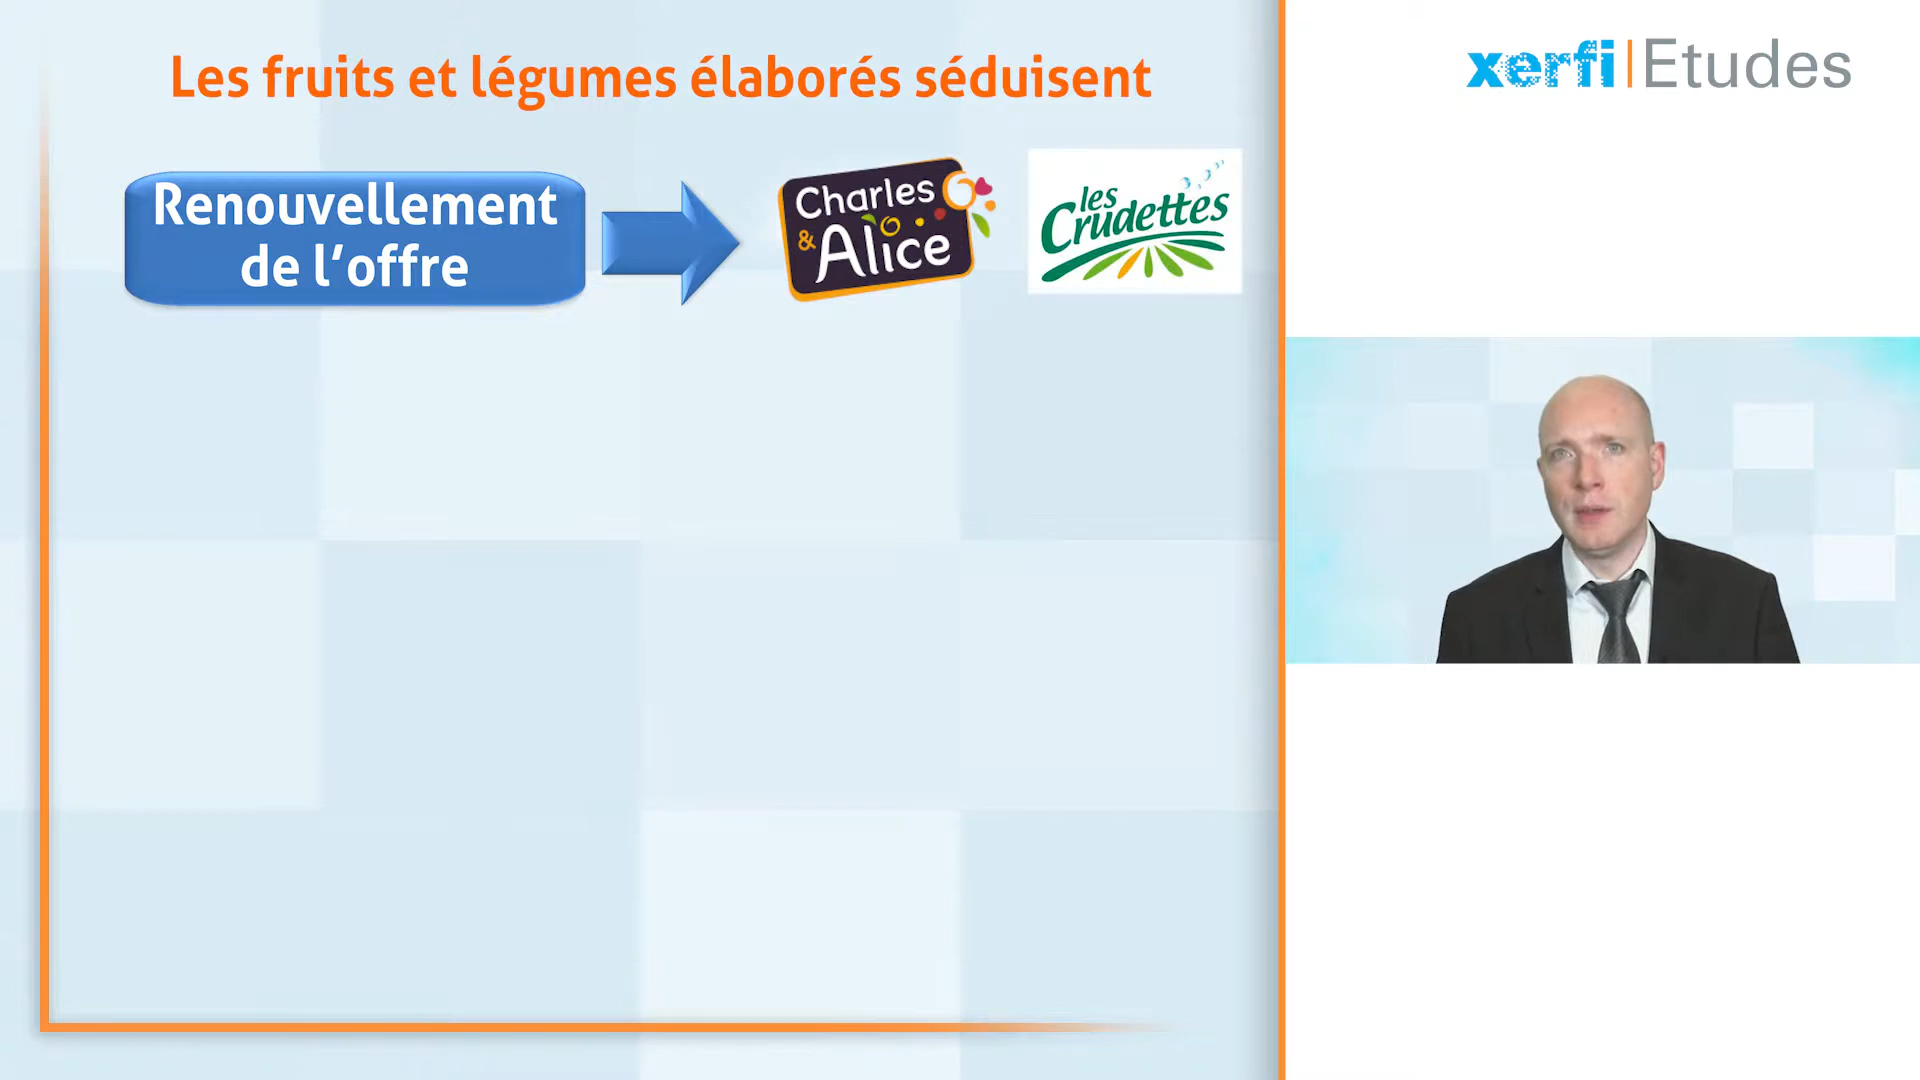 Les fruits et légumes élaborés séduisent
xerfi Etudes
Renouvellement
de l'offre
Charles
& Alice
les
Crudettes